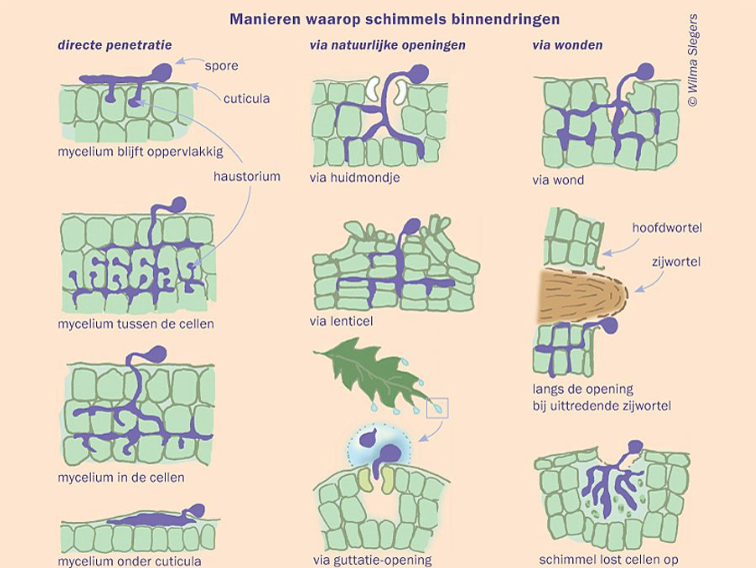 Manieren waarop schimmels binnendringen
directe penetratie
via natuurlijke openingen
via wonden
© Wilma Slegers
spore
cuticula
mycelium blijft oppervlakkig
haustorium
via huidmondje
via wond
hoofdwortel
zijwortel
mycelium tussen de cellen
via lenticel
langs de opening
bij uittredende zijwortel
mycelium in de cellen
mycelium onder cuticula
via guttatie-opening
schimmel lost cellen op